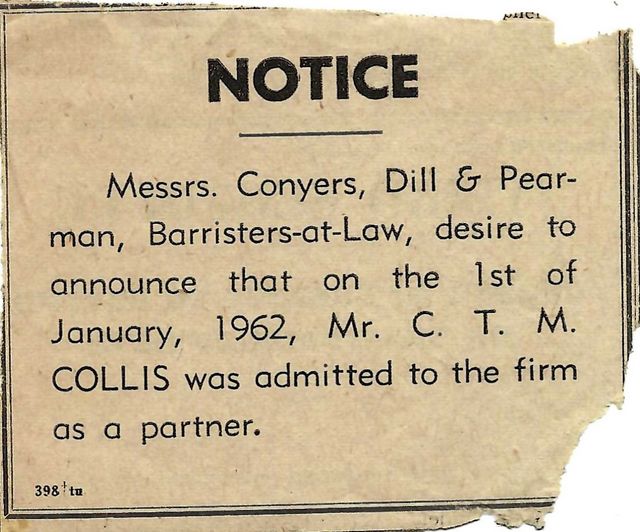 NOTICE
Messrs. Conyers, Dill & Pear-
man, Barristers-at-Law, desire to
announce that on the 1st of
January, 1962, Mr. C. T. M.
COLLIS was admitted to the firm
as a partner.
398 tu